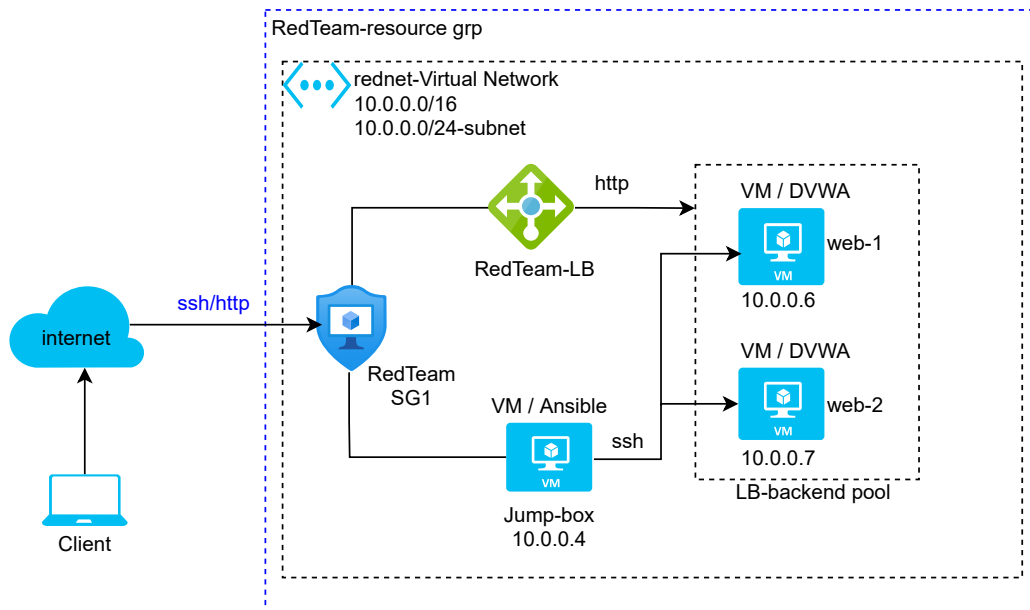 RedTeam-resource grp
rednet-Virtual Network
10.0.0.0/16
10.0.0.0/24-subnet
http
VM / DVWA
web-1
VM
10.0.0.6
RedTeam-LB
ssh/http
internet
RedTeam
SG1
VM / DVWA
web-2
VM
10.0.0.7
VM / Ansible
ssh
VM
LB-backend pool
Jump-box
10.0.0.4
Client